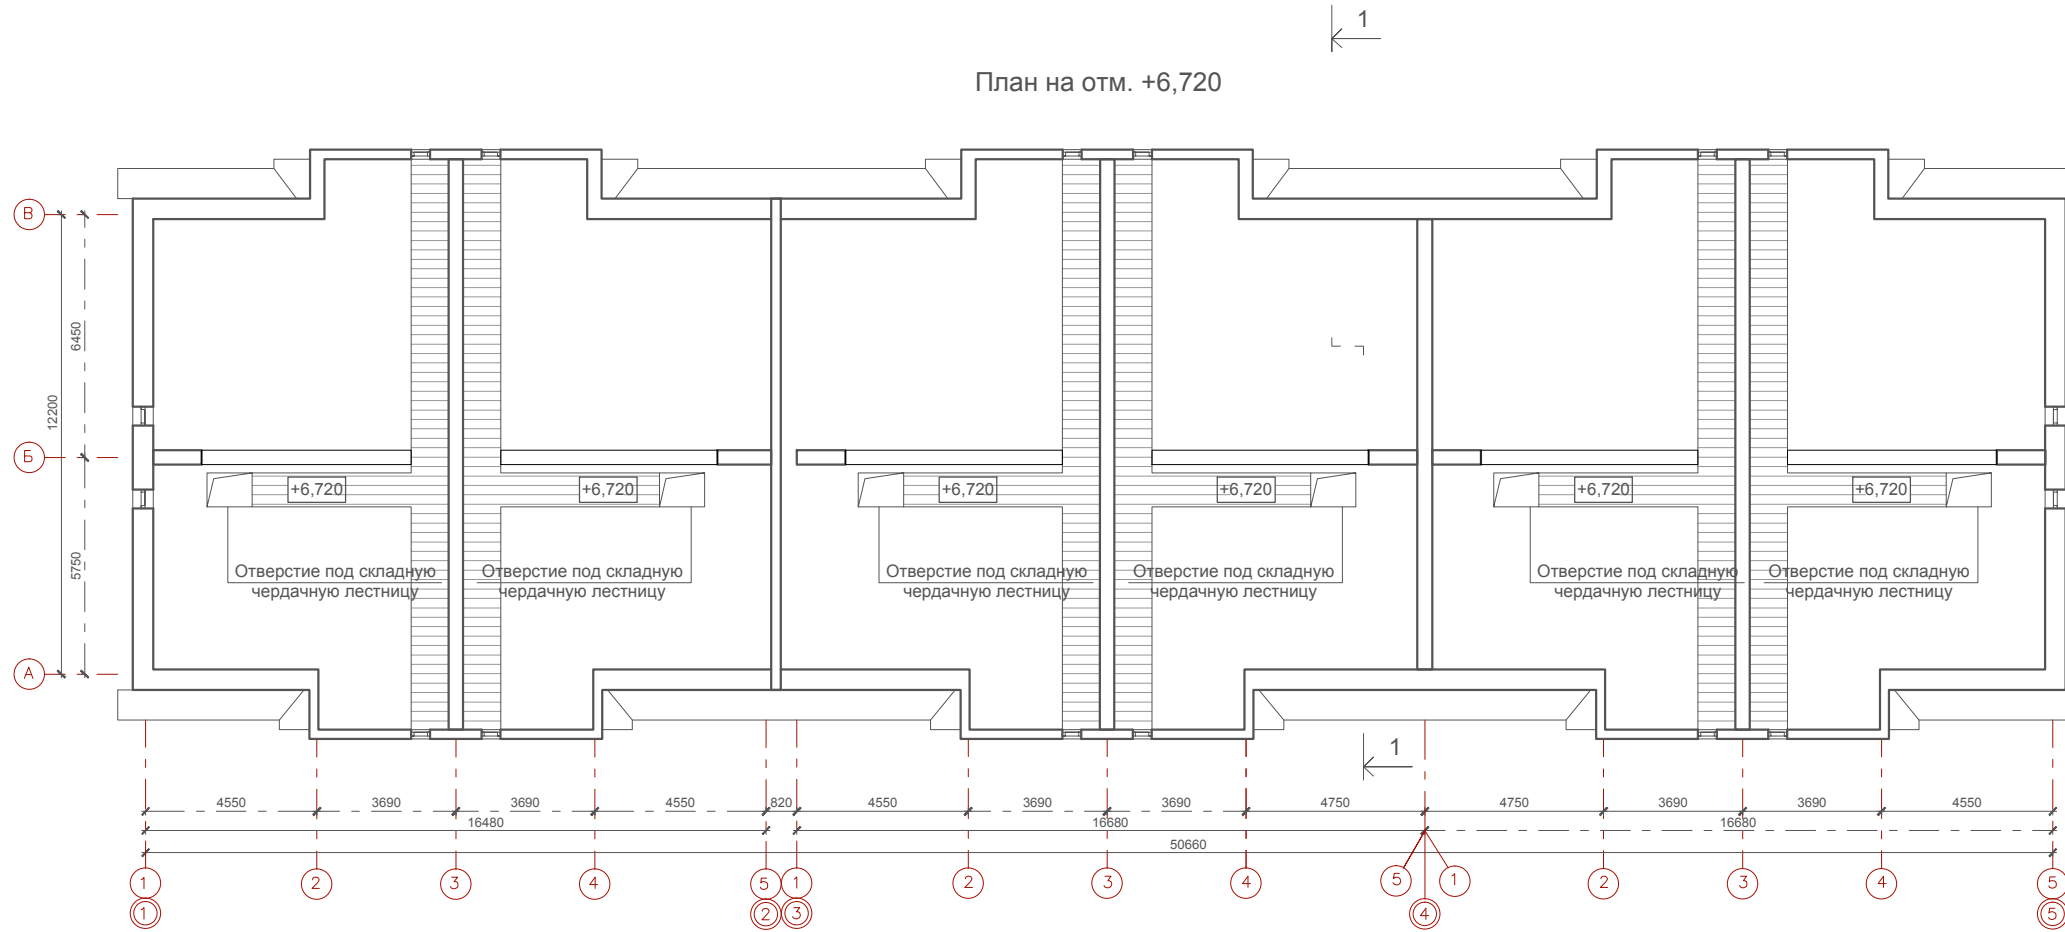 1
План на отм. +6,720
В
6450
12200
Б
+6,720
+6,720
+6,720
+6,720
+6,720
+6,720
5750
Отверстие под складную
чердачную лестницу
Отверстие под складную
чердачную лестницу
Отверстие под складную
чердачную лестницу
Отверстие под складную
чердачную лестницу
Отверстие под складную
чердачную лестницу
Отверстие под складную
чердачную лестницу
А
1
4550 3690 3690 4550 820 4550 3690 3690 4750 4750 3690 3690 4550
16480 16680 16680
50660
1 2 3 4 5 1 2 3 4 5 1 2 3 4 5
1 2 3 4 5